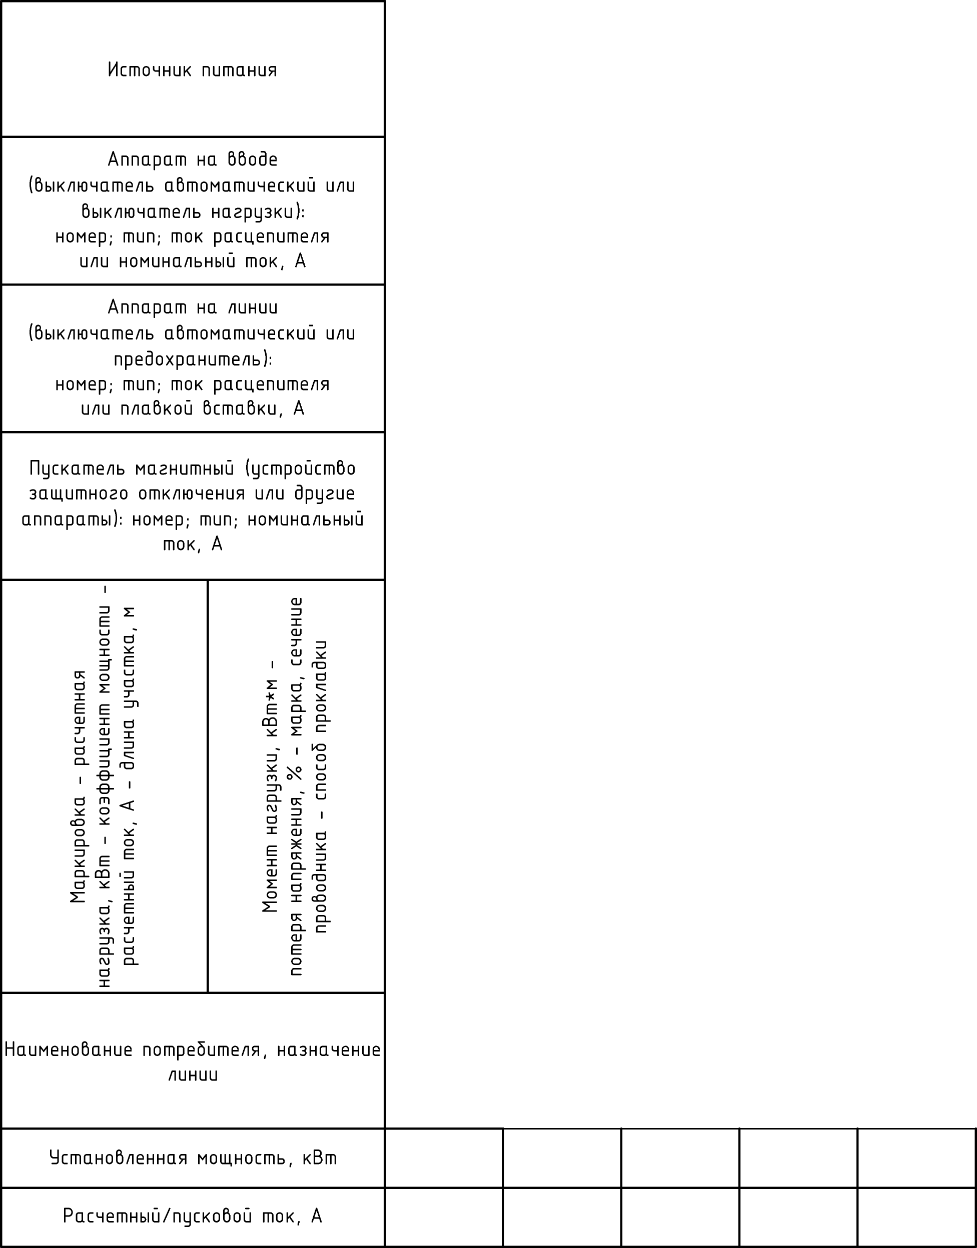 Источник питания
Аппарат на вводе
(выключатель автоматический или
выключатель нагрузки):
номер; тип; ток расцепителя
или номинальный ток, А
Аппарат на линии
(выключатель автоматический или
предохранитель):
номер; тип; ток расцепителя
или плавкой вставки, А
Пускатель магнитный (устройство
защитного отключения или другие
аппараты): номер; тип; номинальный
ток, А
Маркировка - расчетная
нагрузка, кВт - коэффициент мощности -
расчетный ток, А - длина участка, м
Момент нагрузки, кВт*м -
потеря напряжения, % - марка, сечение
проводника - способ прокладки
Наименование потребителя, назначение
линии
Установленная мощность, кВт
Расчетный/пусковой ток, А